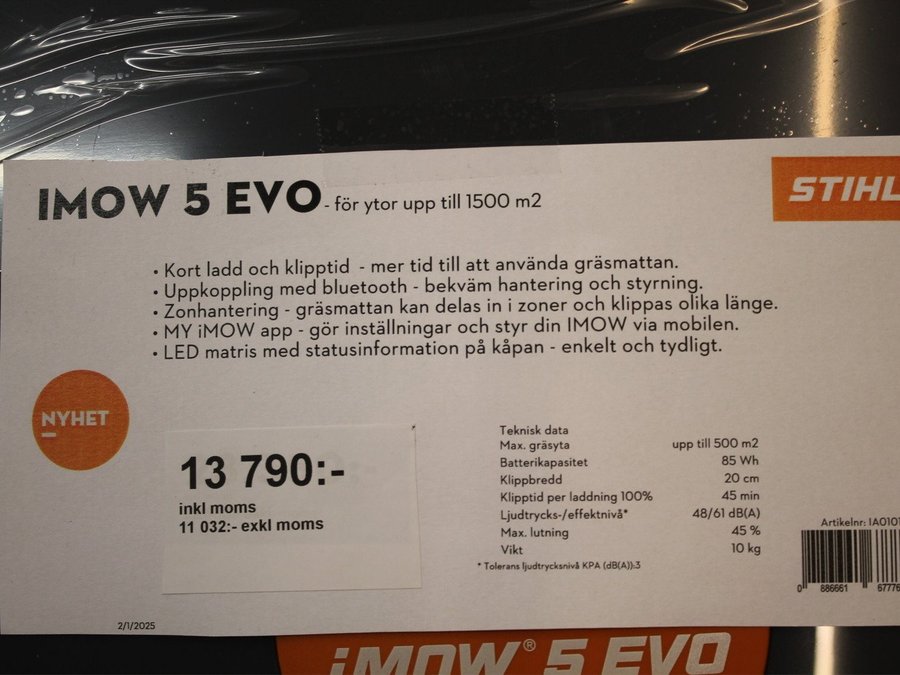 IMOW 5 EVO - för ytor upp till 1500 m2
STIHL
• Kort ladd och klipptid - mer tid till att använda gräsmattan.
• Uppkoppling med bluetooth - bekväm hantering och styrning.
• Zonhantering - gräsmattan kan delas in i zoner och klippas olika länge.
• MY iMOW app - gör inställningar och styr din IMOW via mobilen.
• LED matris med statusinformation på kåpan - enkelt och tydligt.
NYHET
13 790:-
inkl moms
11 032:- exkl moms
Teknisk data
Max. gräsyta upp till 500 m2
Batterikapasitet 85 Wh
Klippbredd 20 cm
Klipptid per laddning 100% 45 min
Ljudtrycks-/effektnivå* 48/61 dB(A)
Max. lutning 45 %
Vikt 10 kg
* Tolerans ljudtrycksnivå KPA (dB(A)):3
Artikelnr: IA0101
0 886661 67776
2/1/2025
iMOW® 5 EVO